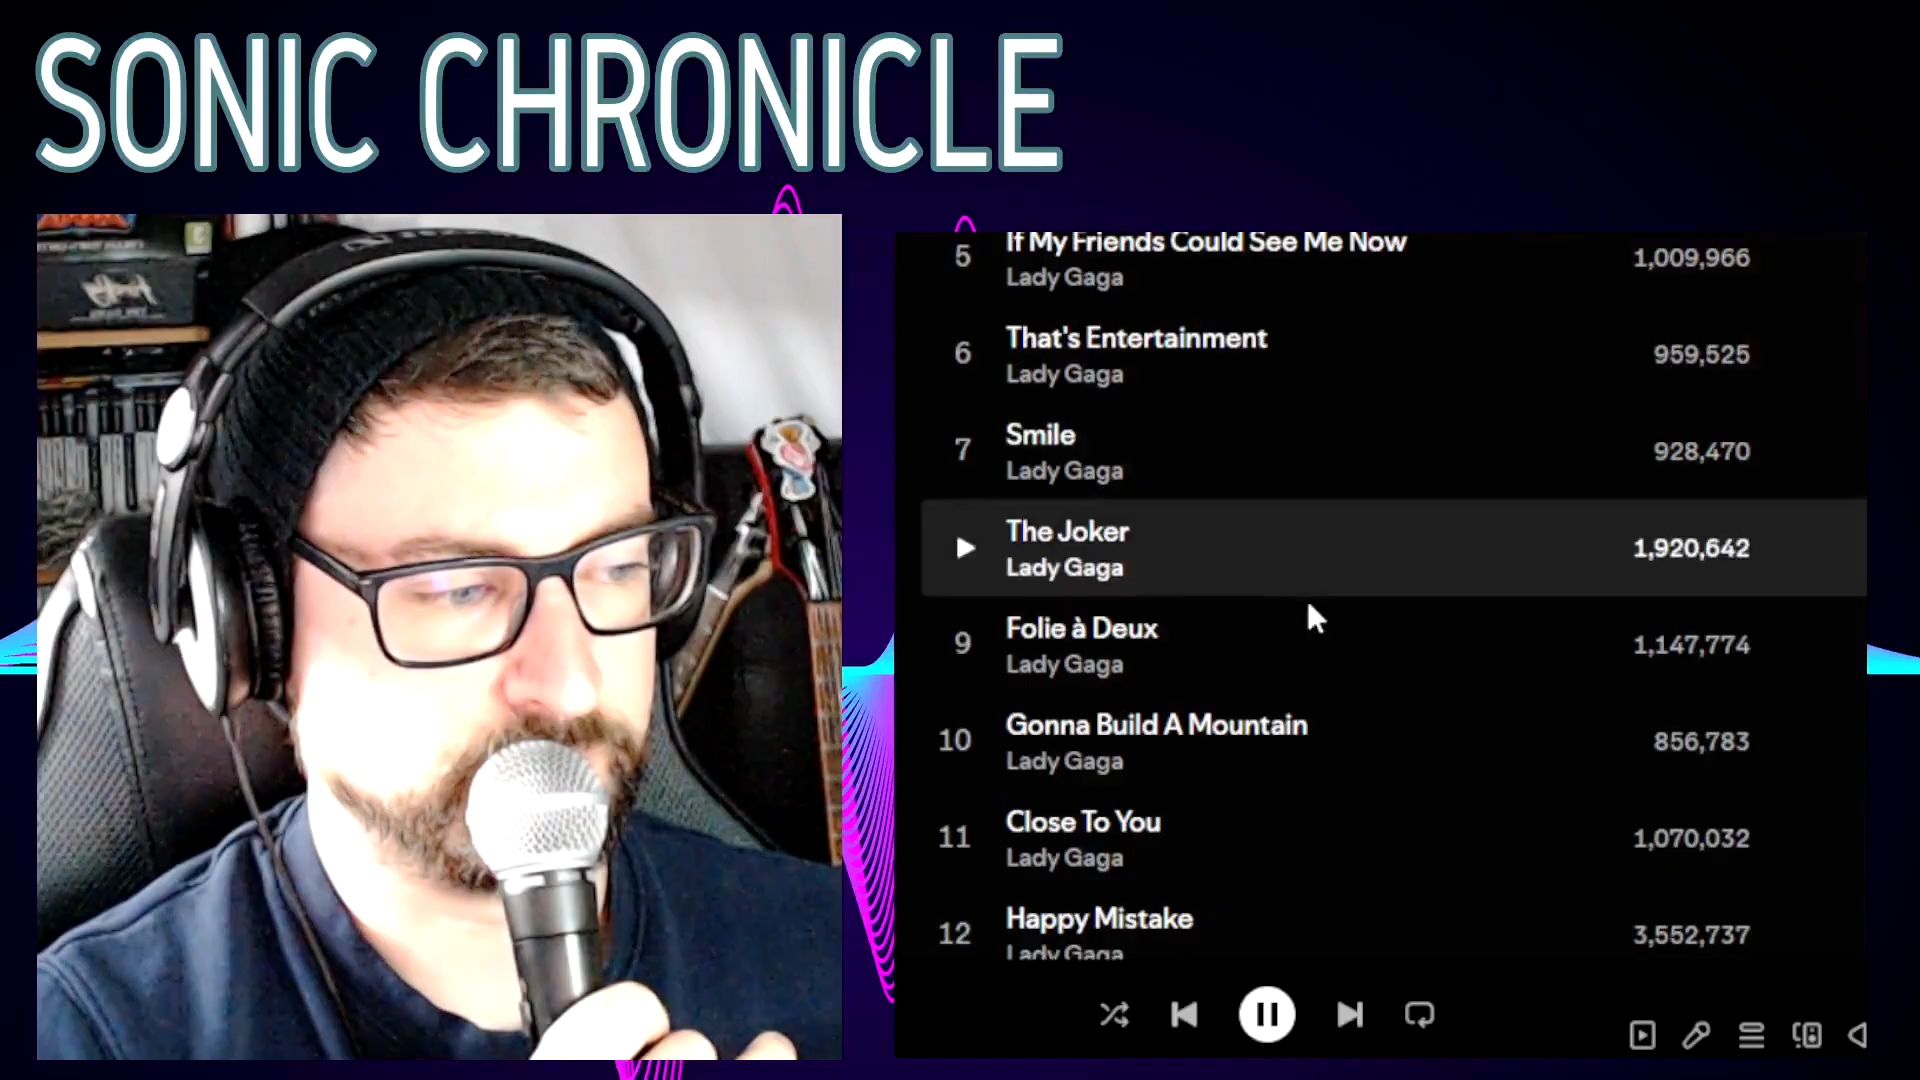 SONIC CHRONICLE
5
If My Friends Could See Me Now
Lady Gaga
1,009,966
6
That's Entertainment
Lady Gaga
959,525
7
Smile
Lady Gaga
928,470
The Joker
Lady Gaga
1,920,642
9
Folie à Deux
Lady Gaga
1,147,774
10
Gonna Build A Mountain
Lady Gaga
856,783
11
Close To You
Lady Gaga
1,070,032
12
Happy Mistake
Lady Gaga
3,552,737